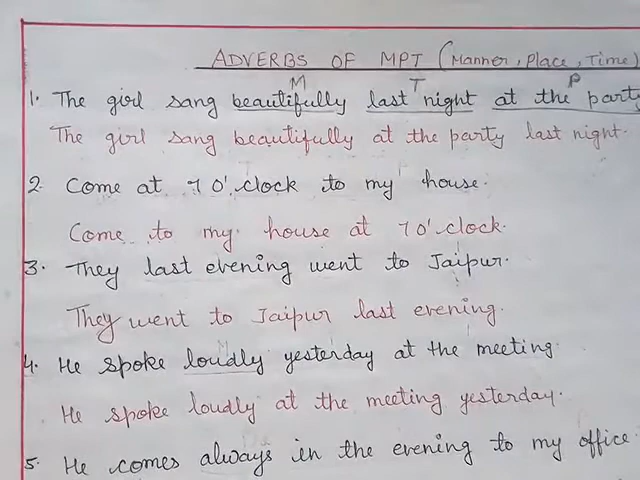 ADVERBS OF MPT (Manner, Place, Time)
M T P
1. The girl sang beautifully last night at the party
The girl sang beautifully at the party last night.
2. Come at 7 O'clock to my house.
Come to my house at 7 O'clock.
3. They last evening went to Jaipur.
They went to Jaipur last evening.
4. He spoke loudly yesterday at the meeting.
He spoke loudly at the meeting yesterday.
5. He comes always in the evening to my office.